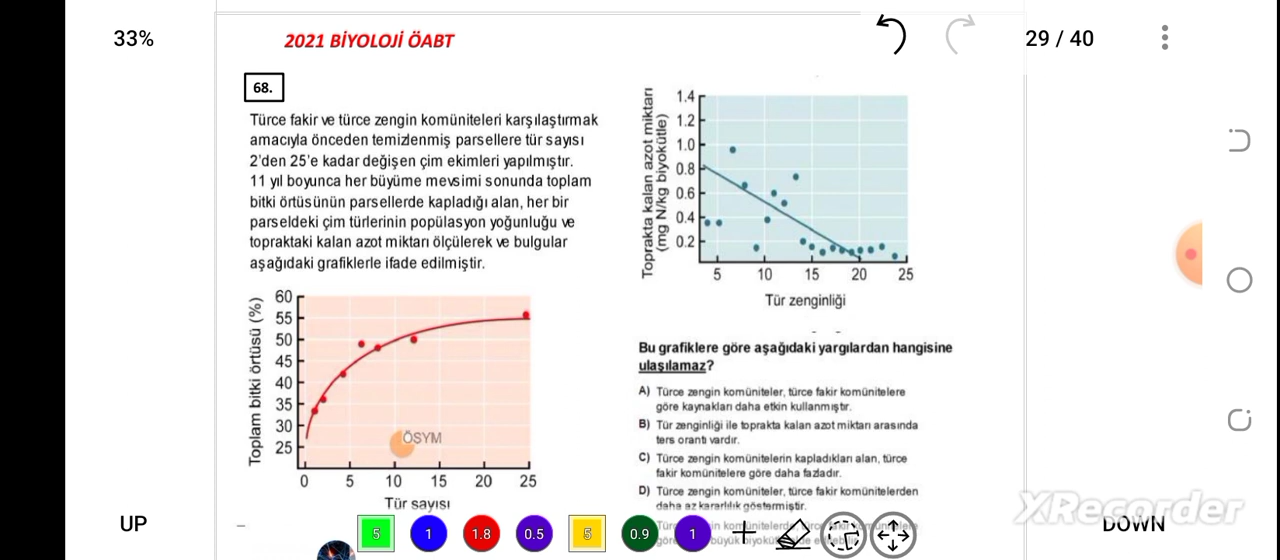 33%
2021 BİYOLOJİ ÖABT
29 / 40
68.
Türce fakir ve türce zengin komüniteleri karşılaştırmak
amacıyla önceden temizlenmiş parsellere tür sayısı
2'den 25'e kadar değişen çim ekimleri yapılmıştır.
11 yıl boyunca her büyüme mevsimi sonunda toplam
bitki örtüsünün parsellerde kapladığı alan, her bir
parseldeki çim türlerinin popülasyon yoğunluğu ve
topraktaki kalan azot miktarı ölçülerek ve bulgular
aşağıdaki grafiklerle ifade edilmiştir.
Toplam bitki örtüsü (%)
60
55
50
45
40
35
30
25
ÖSYM
0 5 10 15 20 25
Tür sayısı
Toprakta kalan azot miktarı
(mg N/kg biyokütle)
1.4
1.2
1.0
0.8
0.6
0.4
0.2
5 10 15 20 25
Tür zenginliği
Bu grafiklere göre aşağıdaki yargılardan hangisine
ulaşılamaz?
A) Türce zengin komüniteler, türce fakir komünitelere
göre kaynakları daha etkin kullanmıştır.
B) Tür zenginliği ile toprakta kalan azot miktarı arasında
ters orantı vardır.
C) Türce zengin komünitelerin kapladıkları alan, türce
fakir komünitelere göre daha fazladır.
D) Türce zengin komüniteler, türce fakir komünitelerden
daha az kararlılık göstermiştir.
UP
5 1 1.8 0.5 5 0.9 1
XRecorder
DOWN